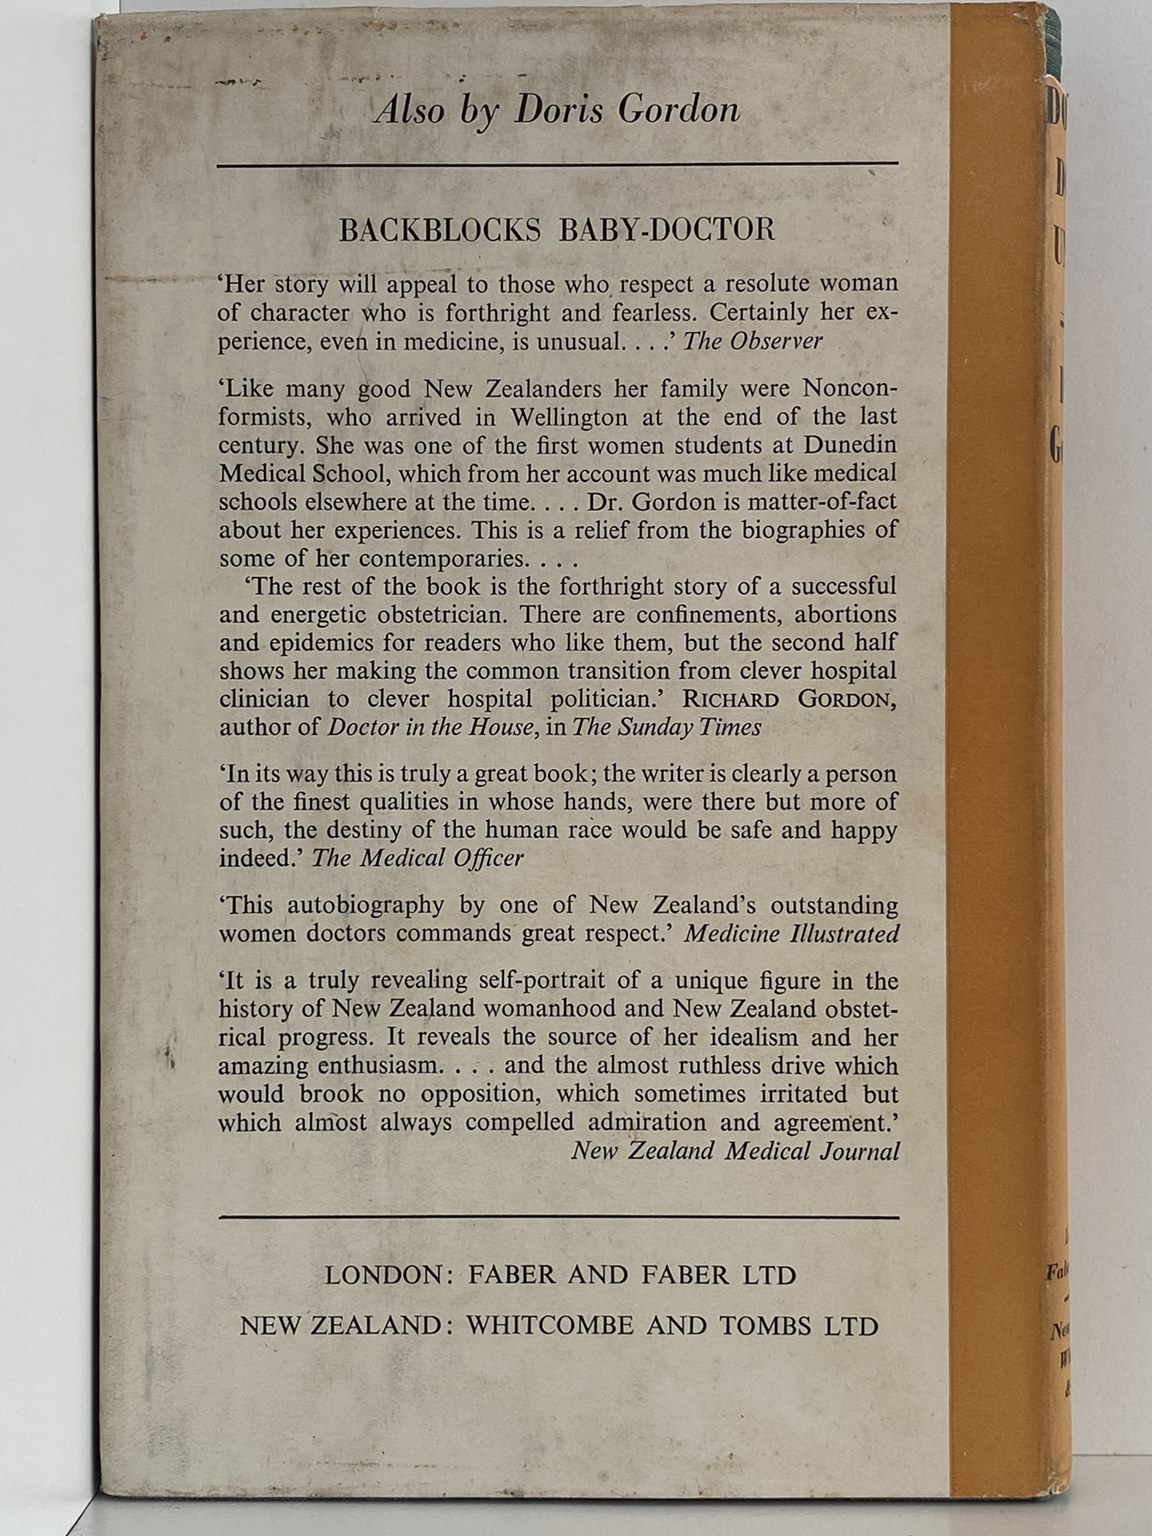 Also by Doris Gordon
BACKBLOCKS BABY-DOCTOR
‘Her story will appeal to those who respect a resolute woman
of character who is forthright and fearless. Certainly her ex-
perience, even in medicine, is unusual. . . .’ The Observer
‘Like many good New Zealanders her family were Noncon-
formists, who arrived in Wellington at the end of the last
century. She was one of the first women students at Dunedin
Medical School, which from her account was much like medical
schools elsewhere at the time. . . . Dr. Gordon is matter-of-fact
about her experiences. This is a relief from the biographies of
some of her contemporaries. . . .
‘The rest of the book is the forthright story of a successful
and energetic obstetrician. There are confinements, abortions
and epidemics for readers who like them, but the second half
shows her making the common transition from clever hospital
clinician to clever hospital politician.’ RICHARD GORDON,
author of Doctor in the House, in The Sunday Times
‘In its way this is truly a great book; the writer is clearly a person
of the finest qualities in whose hands, were there but more of
such, the destiny of the human race would be safe and happy
indeed.’ The Medical Officer
‘This autobiography by one of New Zealand’s outstanding
women doctors commands great respect.’ Medicine Illustrated
‘It is a truly revealing self-portrait of a unique figure in the
history of New Zealand womanhood and New Zealand obstet-
rical progress. It reveals the source of her idealism and her
amazing enthusiasm. . . . and the almost ruthless drive which
would brook no opposition, which sometimes irritated but
which almost always compelled admiration and agreement.’
New Zealand Medical Journal
LONDON: FABER AND FABER LTD
NEW ZEALAND: WHITCOMBE AND TOMBS LTD